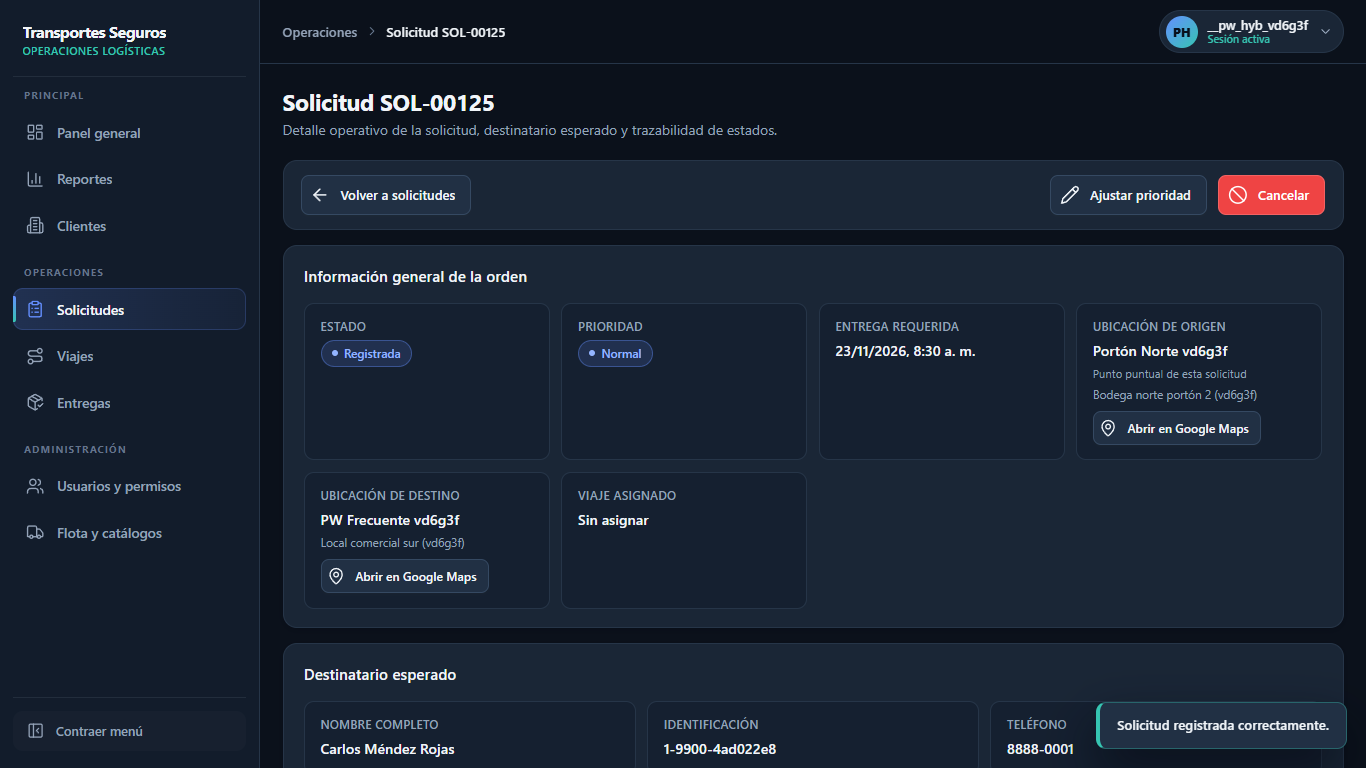 Transportes Seguros
OPERACIONES LOGÍSTICAS
PRINCIPAL
Panel general
Reportes
Clientes
OPERACIONES
Solicitudes
Viajes
Entregas
ADMINISTRACIÓN
Usuarios y permisos
Flota y catálogos
Contraer menú
Operaciones > Solicitud SOL-00125
PH
__pw_hyb_vd6g3f
Sesión activa
Solicitud SOL-00125
Detalle operativo de la solicitud, destinatario esperado y trazabilidad de estados.
Volver a solicitudes
Ajustar prioridad
Cancelar
Información general de la orden
ESTADO
Registrada
PRIORIDAD
Normal
ENTREGA REQUERIDA
23/11/2026, 8:30 a. m.
UBICACIÓN DE ORIGEN
Portón Norte vd6g3f
Punto puntual de esta solicitud
Bodega norte portón 2 (vd6g3f)
Abrir en Google Maps
UBICACIÓN DE DESTINO
PW Frecuente vd6g3f
Local comercial sur (vd6g3f)
Abrir en Google Maps
VIAJE ASIGNADO
Sin asignar
Destinatario esperado
NOMBRE COMPLETO
Carlos Méndez Rojas
IDENTIFICACIÓN
1-9900-4ad022e8
TELÉFONO
8888-0001
Solicitud registrada correctamente.